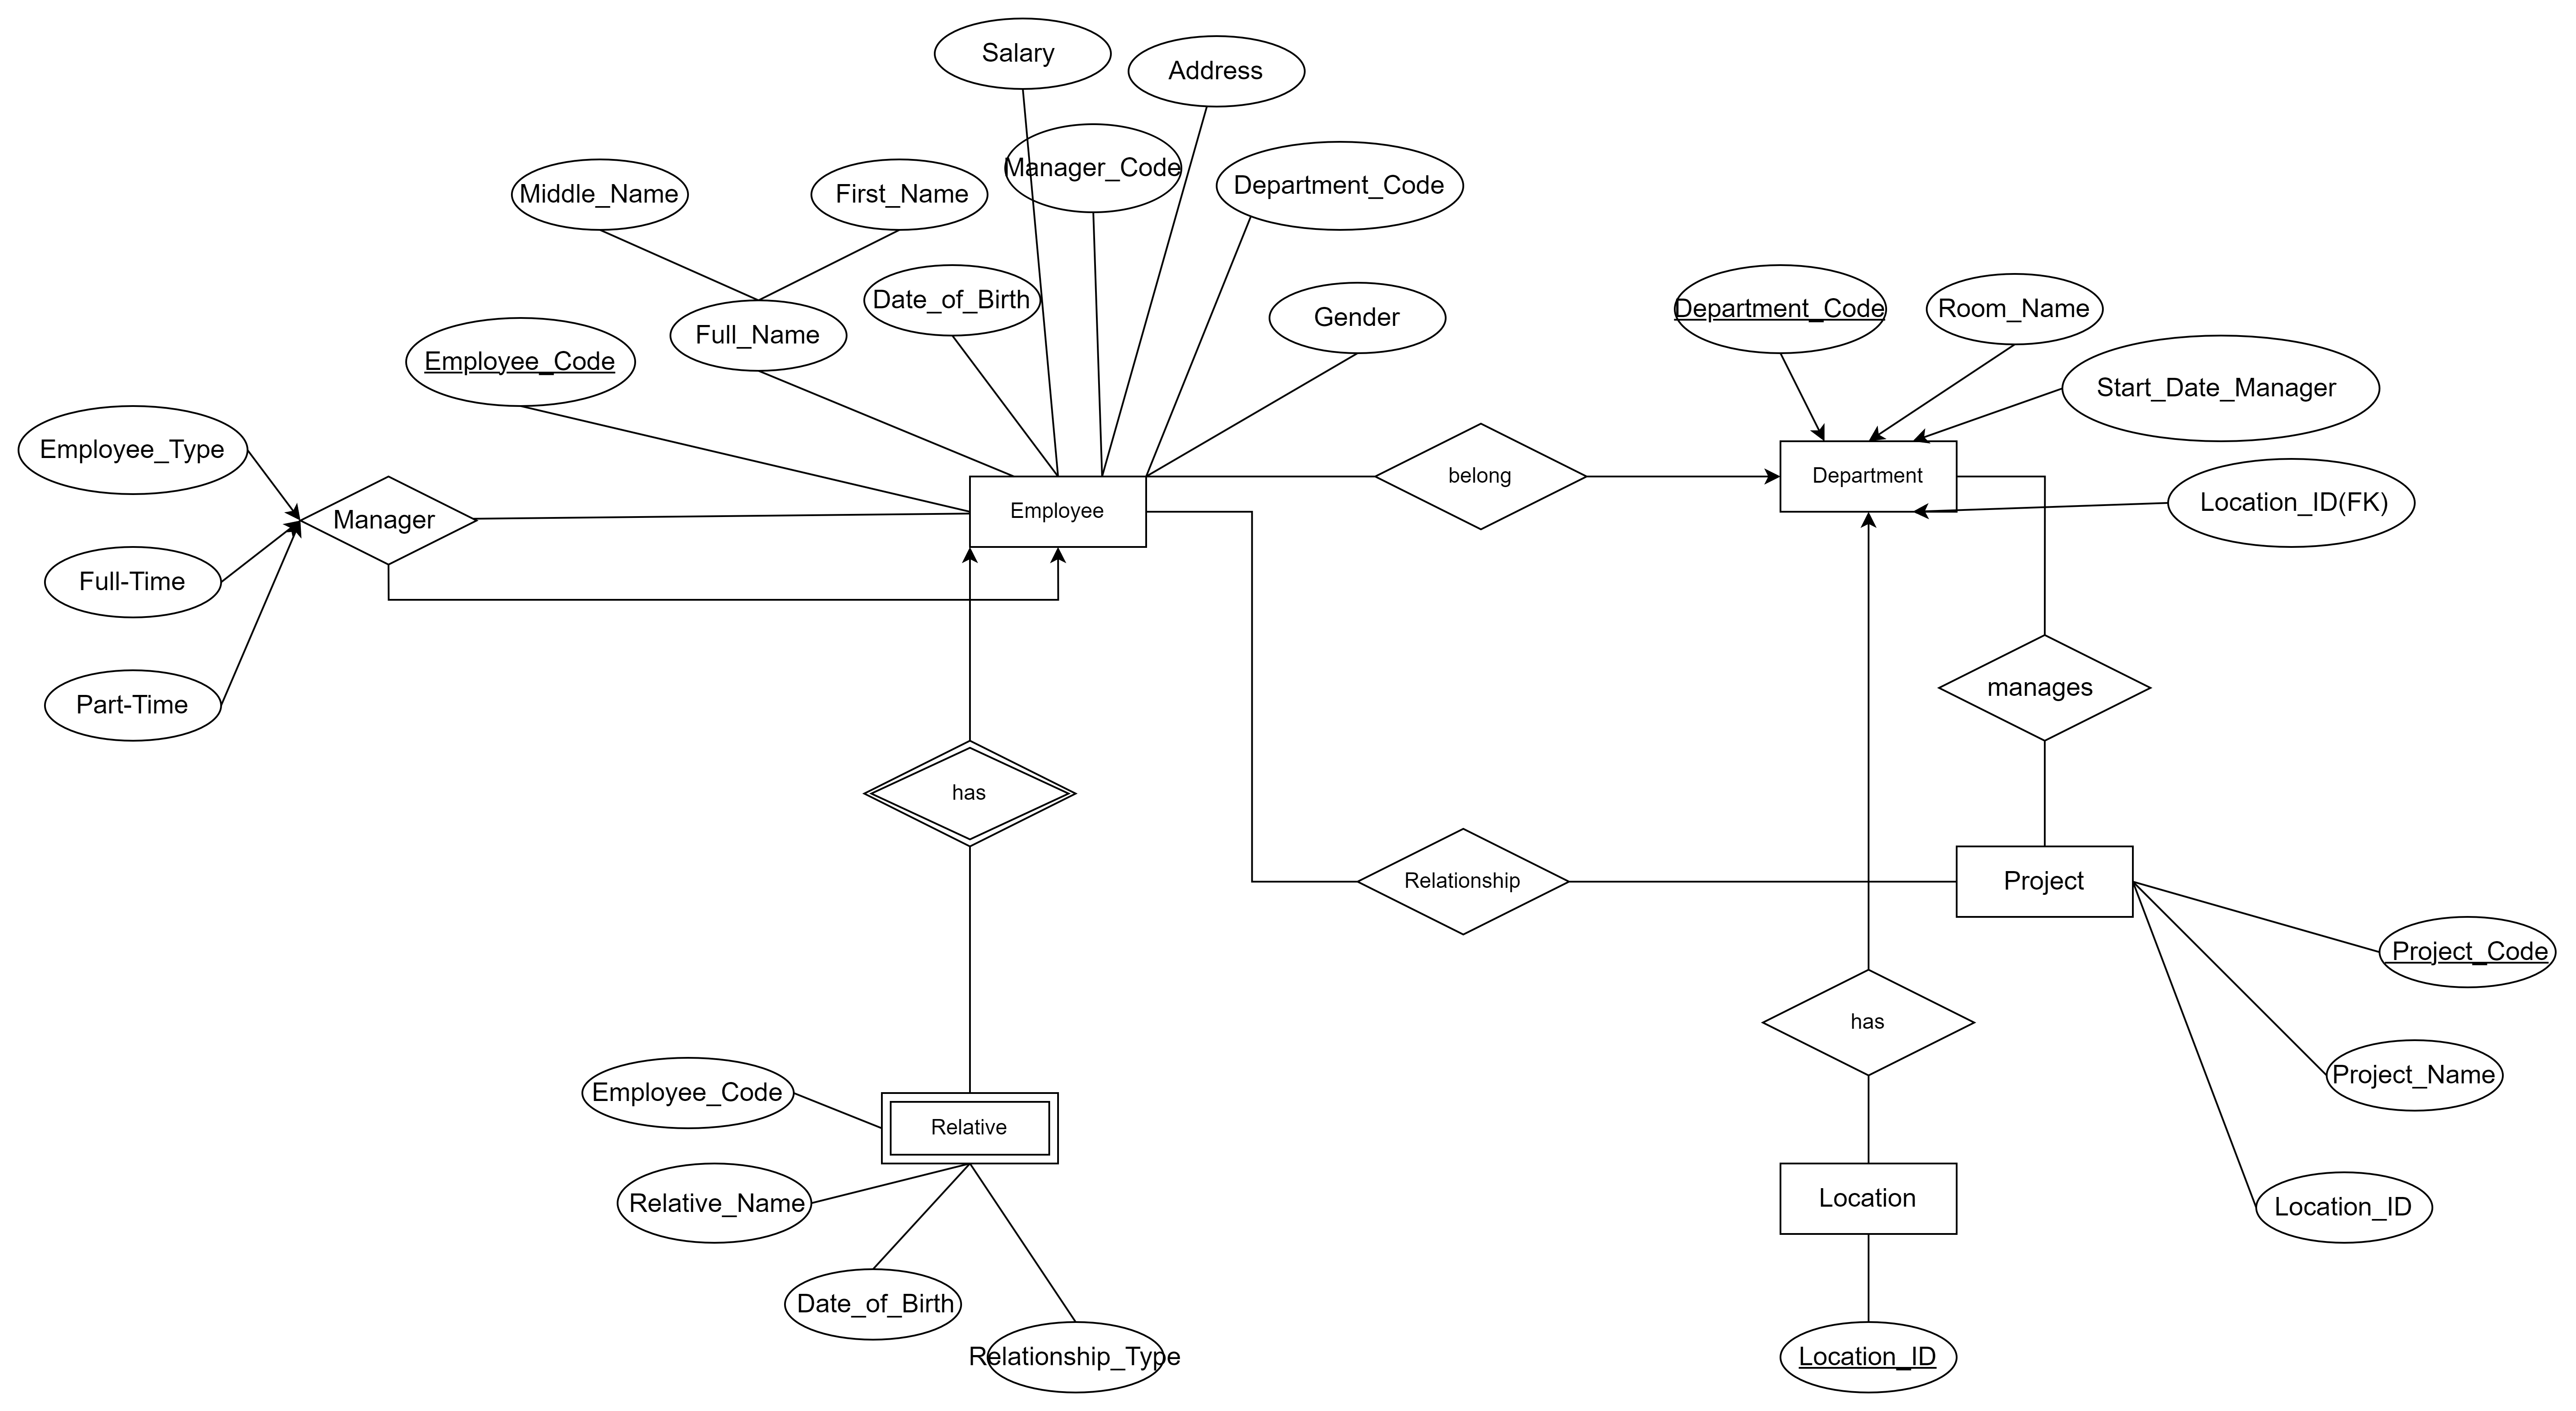 Salary
Address
Manager_Code
Department_Code
Middle_Name
First_Name
Date_of_Birth
Full_Name
Gender
Employee_Code
Department_Code
Room_Name
Start_Date_Manager
Location_ID(FK)
Employee_Type
Full-Time
Part-Time
Manager
Employee
belong
Department
manages
has
Relationship
Project
Project_Code
Project_Name
Location_ID
has
Location
Location_ID
Employee_Code
Relative
Relative_Name
Date_of_Birth
Relationship_Type